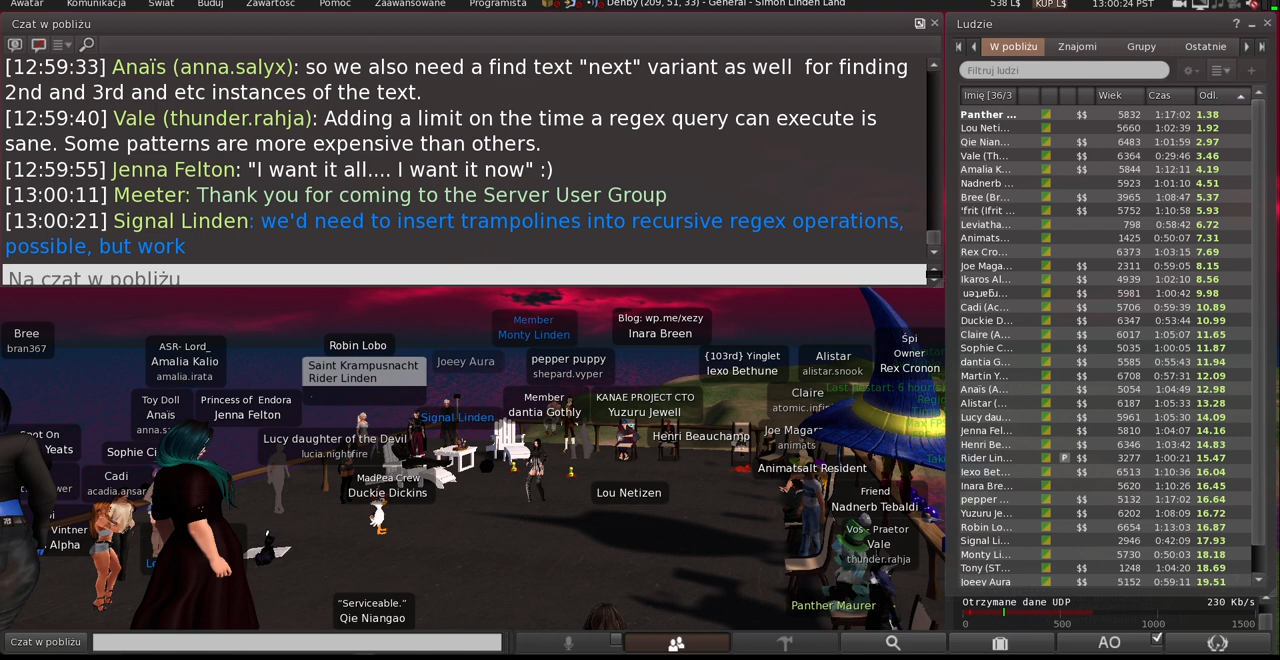 Awatar Komunikacja Świat Buduj Zawartość Pomoc Zaawansowane Programista Denby (209, 51, 33) - General - Simon Linden Land 538 L$ KUP L$ 13:00:24 PST
Czat w pobliżu
[12:59:33] Anaïs (anna.salyx): so we also need a find text "next" variant as well for finding
2nd and 3rd and etc instances of the text.
[12:59:40] Vale (thunder.rahja): Adding a limit on the time a regex query can execute is
sane. Some patterns are more expensive than others.
[12:59:55] Jenna Felton: "I want it all.... I want it now" :)
[13:00:11] Meeter: Thank you for coming to the Server User Group
[13:00:21] Signal Linden: we'd need to insert trampolines into recursive regex operations,
possible, but work
Na czat w pobliżu
Bree
bran367
ASR- Lord_
Amalia Kalio
amalia.irata
Robin Lobo
Saint Krampusnacht
Rider Linden
Joeey Aura
Member
Monty Linden
pepper puppy
shepard.vyper
Blog: wp.me/xezy
Inara Breen
{103rd} Yinglet
Iexo Bethune
Alistar
alistar.snook
Śpi
Owner
Rex Cronon
Last restart: 6 hour(s
Toy Doll
Anaïs
anna.s
Princess of Endora
Jenna Felton
Signal Linden
Member
dantia Gothly
KANAE PROJECT CTO
Yuzuru Jewell
Claire
atomic.infi
Joe Magar
animats
Henri Beauchamp
Lucy daughter of the Devil
lucia.nightfire
Spot On
Yeats
Sophie Ci
Cadi
acadia.ansar
MadPea Crew
Duckie Dickins
Lou Netizen
Animatsalt Resident
Friend
Nadnerb Tebaldi
Vintner
Alpha
Vos - Praetor
Vale
thunder.rahja
“Serviceable.”
Qie Niangao
Panther Maurer
Czat w pobliżu
AO
Ludzie
W pobliżu Znajomi Grupy Ostatnie
Filtruj ludzi
Imię [36/3 Wiek Czas Odl.
Panther ... $$ 5832 1:17:02 1.38
Lou Neti... 5660 1:02:39 1.92
Qie Nian... $$ 6483 1:01:59 2.97
Vale (Th... $$ 6364 0:29:46 3.46
Amalia K... $$ 5844 1:12:11 4.19
Nadnerb ... 5923 1:01:10 4.51
Bree (Br... $$ 3965 1:08:47 5.37
'frit (Ifrit ... $$ 5752 1:10:58 5.93
Leviatha... 798 0:58:42 6.72
Animats... 1425 0:50:07 7.31
Rex Cro... 6373 1:03:15 7.69
Joe Maga... $$ 2311 0:59:05 8.15
Ikaros Al... $$ 4939 1:02:10 8.56
$$ 5981 1:00:42 9.98
Cadi (Ac... $$ 5706 0:59:39 10.89
Duckie D... $$ 6347 0:53:44 10.99
Claire (A... $$ 6017 1:05:07 11.65
Sophie C... $$ 5035 1:00:05 11.87
dantia G... $$ 5585 0:55:43 11.94
Martin Y... $$ 6708 0:57:31 12.09
Anaïs (A... $$ 5054 1:04:49 12.98
Alistar (... $$ 6187 0:55:38 13.28
Lucy dau... $$ 5961 1:05:30 14.09
Jenna Fel... $$ 5810 1:04:07 14.16
Henri Be... $$ 6346 1:03:42 14.83
Rider Lin... P $$ 3277 1:00:21 15.47
Iexo Bet... $$ 6513 1:10:36 16.04
Inara Bre... 5620 1:10:26 16.45
pepper ... $$ 5132 1:17:02 16.64
Yuzuru Je... $$ 6202 1:08:09 16.72
Robin Lo... $$ 6654 1:13:03 16.87
Signal Li... 2946 0:42:09 17.93
Monty Li... 5730 0:50:03 18.18
Tony (ST... $$ 1248 1:04:20 18.69
Joeey Aura $$ 5152 0:59:11 19.51
Otrzymane dane UDP 230 Kb/s
0 500 1000 1500